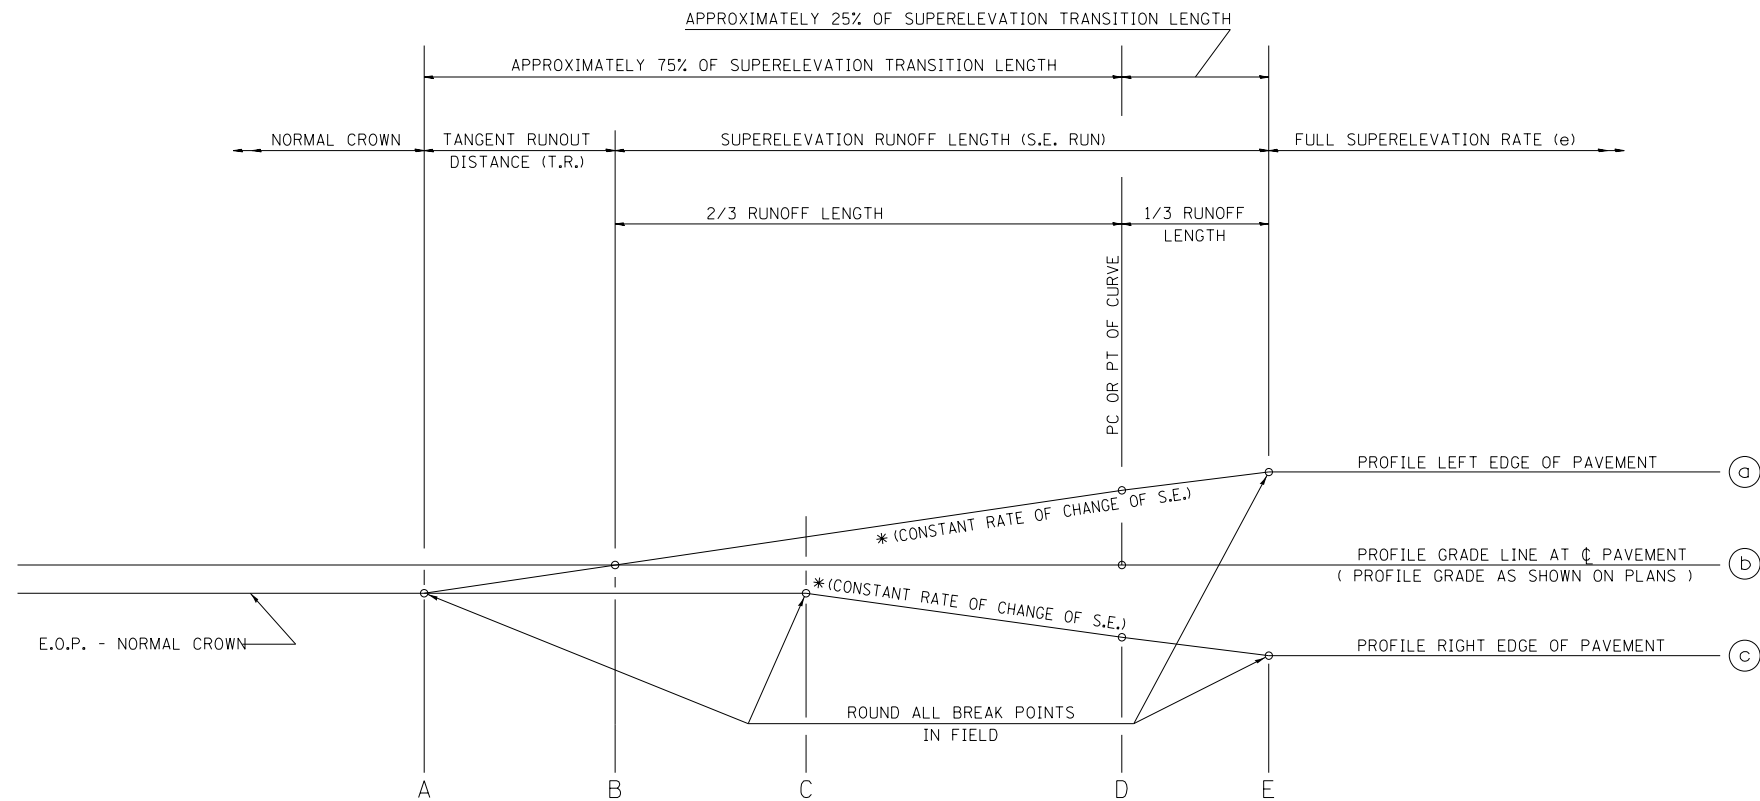 APPROXIMATELY 25% OF SUPERELEVATION TRANSITION LENGTH
APPROXIMATELY 75% OF SUPERELEVATION TRANSITION LENGTH
NORMAL CROWN
TANGENT RUNOUT
DISTANCE (T.R.)
SUPERELEVATION RUNOFF LENGTH (S.E. RUN)
FULL SUPERELEVATION RATE (e)
2/3 RUNOFF LENGTH
1/3 RUNOFF
LENGTH
PC OR PT OF CURVE
PROFILE LEFT EDGE OF PAVEMENT
a
* (CONSTANT RATE OF CHANGE OF S.E.)
PROFILE GRADE LINE AT ℄ PAVEMENT
( PROFILE GRADE AS SHOWN ON PLANS )
b
* (CONSTANT RATE OF CHANGE OF S.E.)
E.O.P. - NORMAL CROWN
PROFILE RIGHT EDGE OF PAVEMENT
c
ROUND ALL BREAK POINTS
IN FIELD
A B C D E